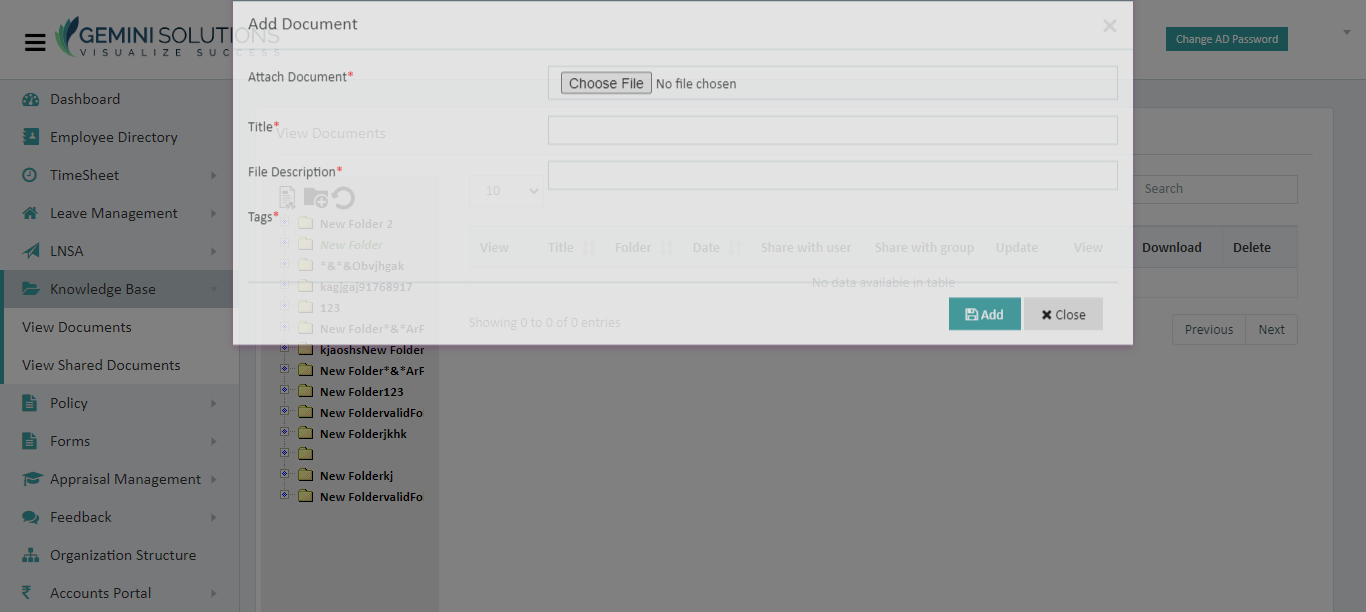 Add Document
×
GEMINI SOLUTIONS
VISUALIZE SUCCESS
Change AD Password
Dashboard
Employee Directory
TimeSheet
Leave Management
LNSA
Knowledge Base
View Documents
View Shared Documents
Policy
Forms
Appraisal Management
Feedback
Organization Structure
Accounts Portal
Attach Document*
Choose File No file chosen
Title*
View Documents
File Description*
Tags*
10
Search
New Folder 2
New Folder
*&*&Obvjhgak
kagjgaj91768917
123
New Folder*&*ArF
kjaoshsNew Folder
New Folder*&*ArF
New Folder123
New FoldervalidFo
New Folderjkhk
New Folderkj
New FoldervalidFo
View Title Folder Date Share with user Share with group Update View Download Delete
No data available in table
Showing 0 to 0 of 0 entries
Add
Close
Previous Next